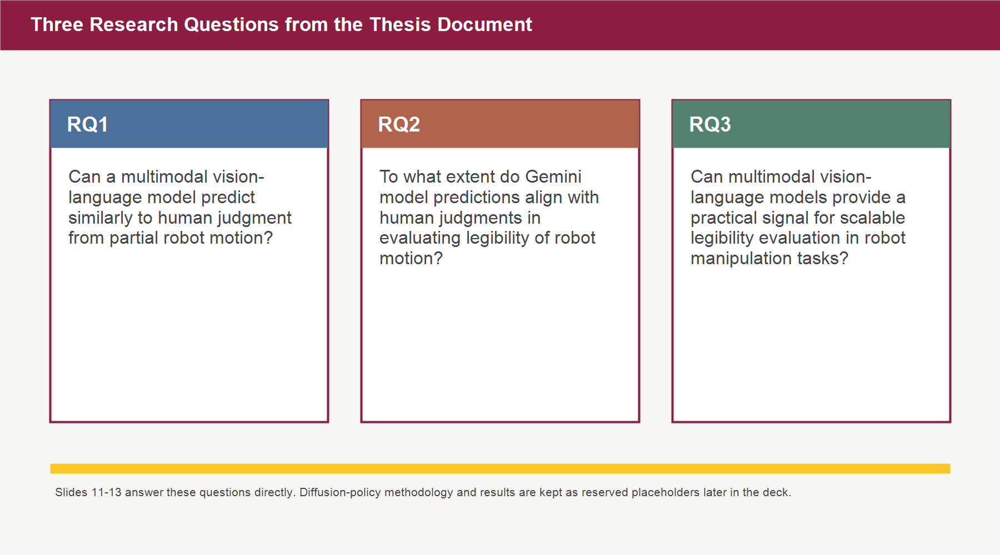 Three Research Questions from the Thesis Document
RQ1
Can a multimodal vision-
language model predict
similarly to human judgment
from partial robot motion?
RQ2
To what extent do Gemini
model predictions align with
human judgments in
evaluating legibility of robot
motion?
RQ3
Can multimodal vision-
language models provide a
practical signal for scalable
legibility evaluation in robot
manipulation tasks?
Slides 11-13 answer these questions directly. Diffusion-policy methodology and results are kept as reserved placeholders later in the deck.